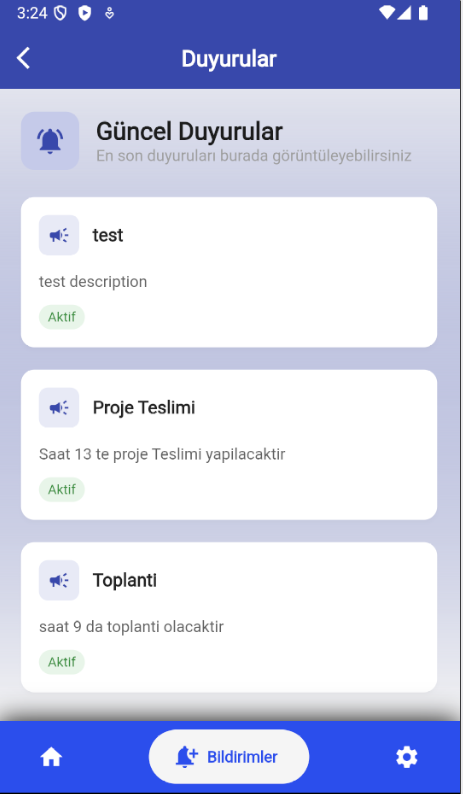 3:24
Duyurular
Güncel Duyurular
En son duyuruları burada görüntüleyebilirsiniz
test
test description
Aktif
Proje Teslimi
Saat 13 te proje Teslimi yapilacaktir
Aktif
Toplanti
saat 9 da toplanti olacaktir
Aktif
Bildirimler